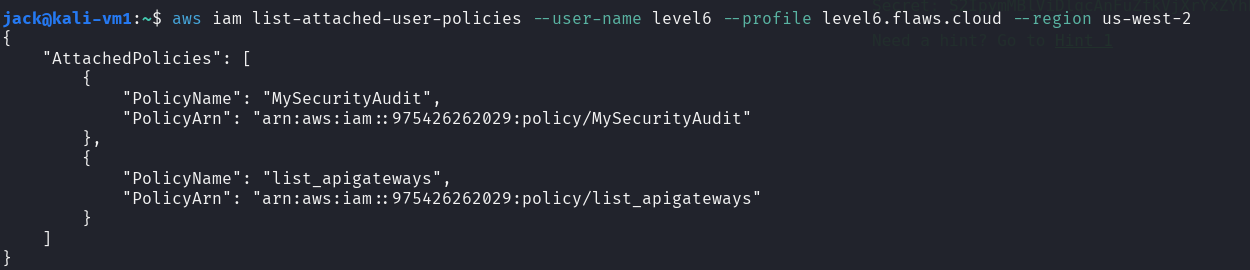 Secret: S2
jack@kali-vm1:~$ aws iam list-attached-user-policies --user-name level6 --profile level6.flaws.cloud --region us-west-2
Need a hint? Go to Hint 1
{
    "AttachedPolicies": [
        {
            "PolicyName": "MySecurityAudit",
            "PolicyArn": "arn:aws:iam::975426262029:policy/MySecurityAudit"
        },
        {
            "PolicyName": "list_apigateways",
            "PolicyArn": "arn:aws:iam::975426262029:policy/list_apigateways"
        }
    ]
}